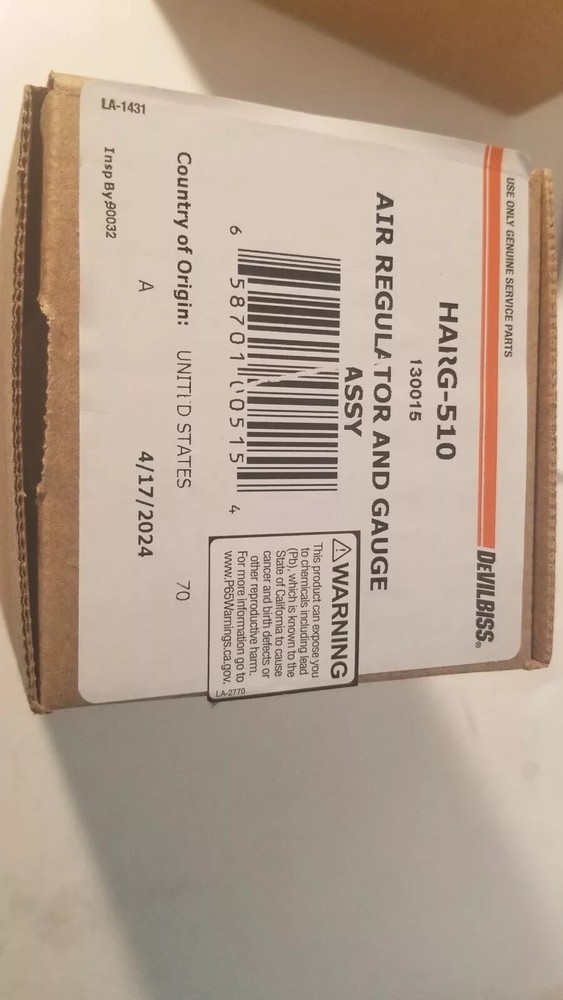 USE ONLY GENUINE SERVICE PARTS
DEVILBISS®
HARG-510
130015
AIR REGULATOR AND GAUGE
ASSY
6 58701 00515 4
Country of Origin: UNITED STATES 70
A 4/17/2024
LA-1431 Insp By 90032
WARNING
This product can expose you
to chemicals including lead
(Pb), which is known to the
State of California to cause
cancer and birth defects or
other reproductive harm.
For more information go to
www.P65Warnings.ca.gov.
LA-2770